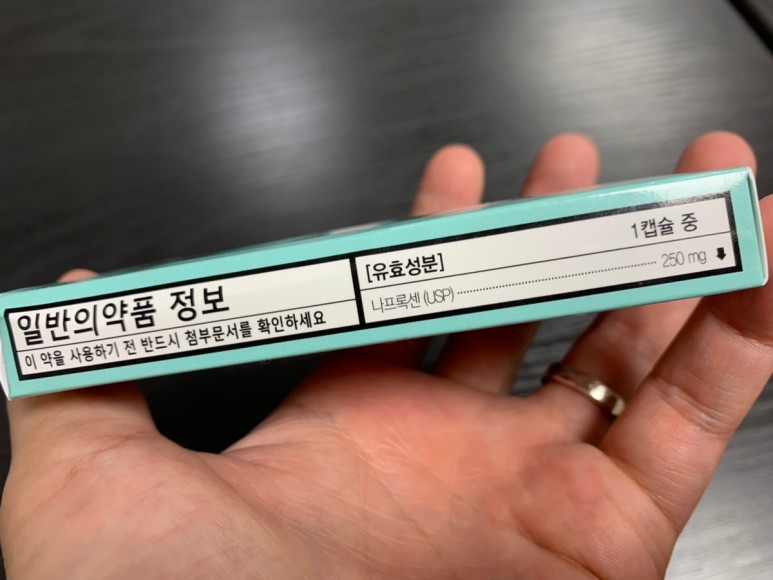 일반의약품 정보
이 약을 사용하기 전 반드시 첨부문서를 확인하세요
[유효성분] 1캡슐 중
나프록센 (USP) ··· 250 mg